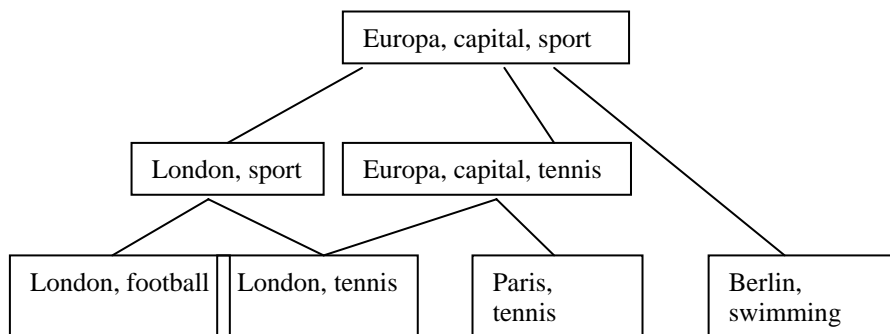 Europa, capital, sport
London, sport
Europa, capital, tennis
London, football
London, tennis
Paris,
tennis
Berlin,
swimming